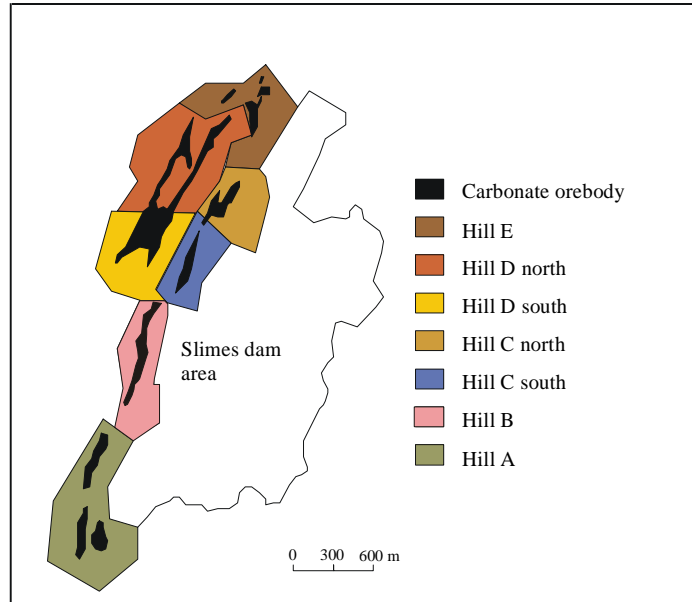 Carbonate orebody
Hill E
Hill D north
Hill D south
Hill C north
Hill C south
Hill B
Hill A
Slimes dam
area
0 300 600 m